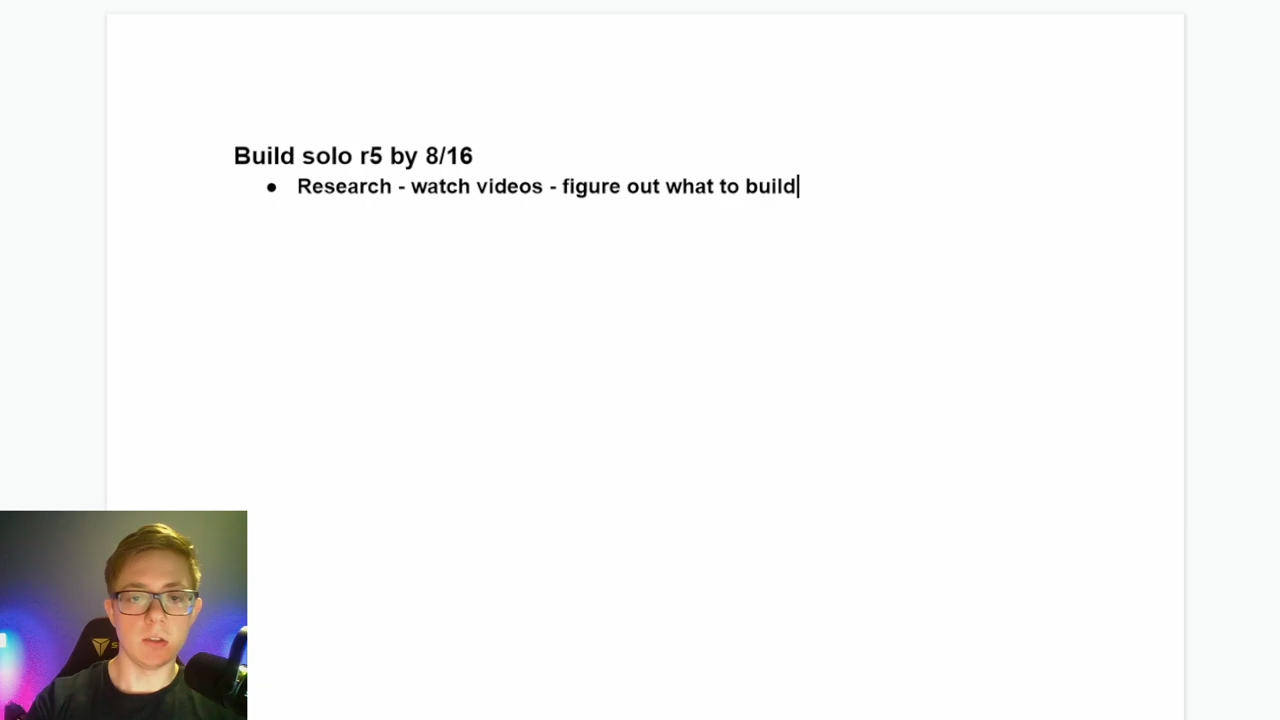 Build solo r5 by 8/16
● Research - watch videos - figure out what to build